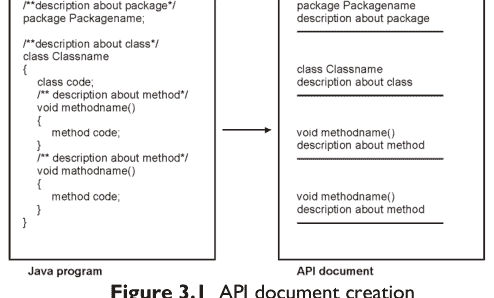 /**description about package*/
package Packagename;
/**description about class*/
class Classname
{
class code;
/** description about method*/
void methodname()
{
method code;
}
/** description about method*/
void mathodname()
{
method code;
}
}
Java program
package Packagename
description about package
class Classname
description about class
void methodname()
description about method
void methodname()
description about method
API document
Figure 3.1 API document creation